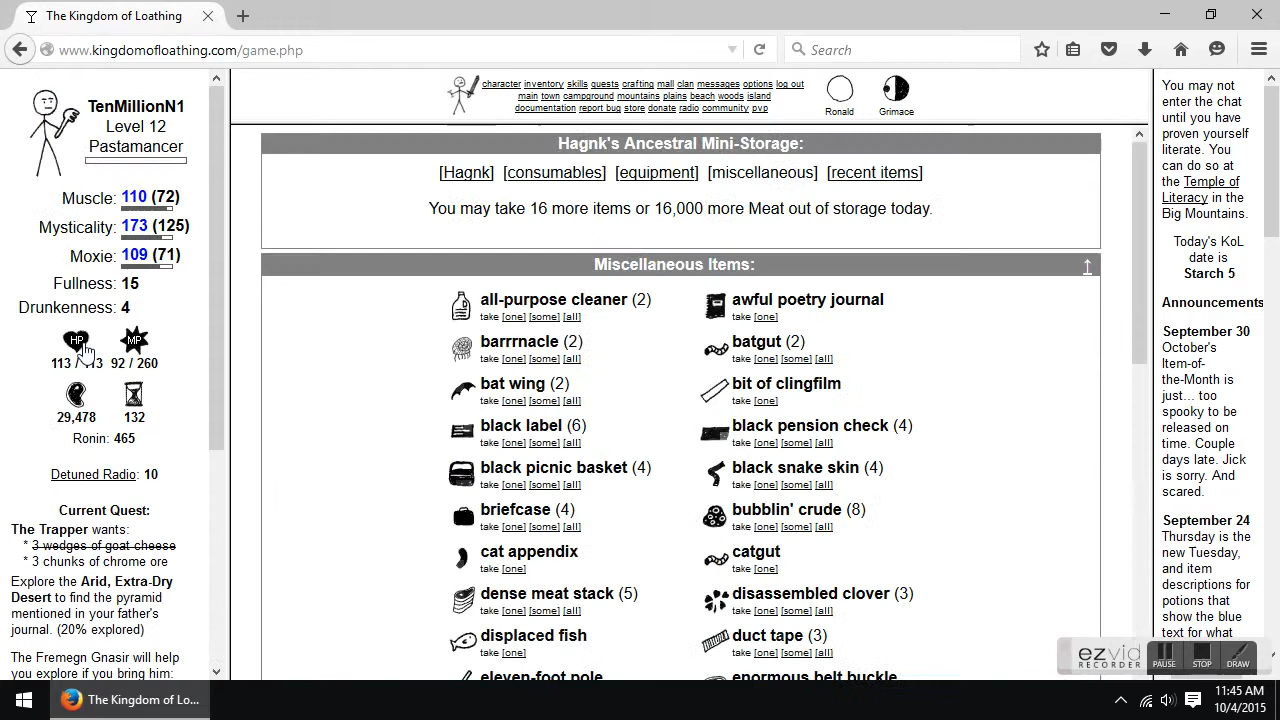 The Kingdom of Loathing
www.kingdomofloathing.com/game.php
Search
TenMillionN1
Level 12
Pastamancer
Muscle: 110 (72)
Mysticality: 173 (125)
Moxie: 109 (71)
Fullness: 15
Drunkenness: 4
HP
MP
92 / 260
29,478
132
Ronin: 465
Detuned Radio: 10
Current Quest:
The Trapper wants:
* 3 wedges of goat cheese
* 3 chunks of chrome ore
Explore the Arid, Extra-Dry
Desert to find the pyramid
mentioned in your father's
journal. (20% explored)
The Fremegn Gnasir will help
you explore if you bring him:
character inventory skills quests crafting mall clan messages options log out
main town campground mountains plains beach woods island
documentation report bug store donate radio community pvp
Ronald
Grimace
Hagnk's Ancestral Mini-Storage:
[Hagnk] [consumables] [equipment] [miscellaneous] [recent items]
You may take 16 more items or 16,000 more Meat out of storage today.
Miscellaneous Items:
all-purpose cleaner (2)
take [one] [some] [all]
awful poetry journal
take [one]
barrrnacle (2)
take [one] [some] [all]
batgut (2)
take [one] [some] [all]
bat wing (2)
take [one] [some] [all]
bit of clingfilm
take [one]
black label (6)
take [one] [some] [all]
black pension check (4)
take [one] [some] [all]
black picnic basket (4)
take [one] [some] [all]
black snake skin (4)
take [one] [some] [all]
briefcase (4)
take [one] [some] [all]
bubblin' crude (8)
take [one] [some] [all]
cat appendix
take [one]
catgut
take [one]
dense meat stack (5)
take [one] [some] [all]
disassembled clover (3)
take [one] [some] [all]
displaced fish
take [one]
duct tape (3)
take [one] [some] [all]
eleven-foot pole
enormous belt buckle
You may not
enter the chat
until you have
proven yourself
literate. You
can do so at
the Temple of
Literacy in the
Big Mountains.
Today's KoL
date is
Starch 5
Announcements
September 30
October's
Item-of-
the-Month is
just... too
spooky to be
released on
time. Couple
days late. Jick
is sorry. And
scared.
September 24
Thursday is the
new Tuesday,
and item
descriptions for
potions that
show the blue
text for what
ezvid
RECORDER
PAUSE
STOP
DRAW
The Kingdom of Lo...
11:45 AM
10/4/2015